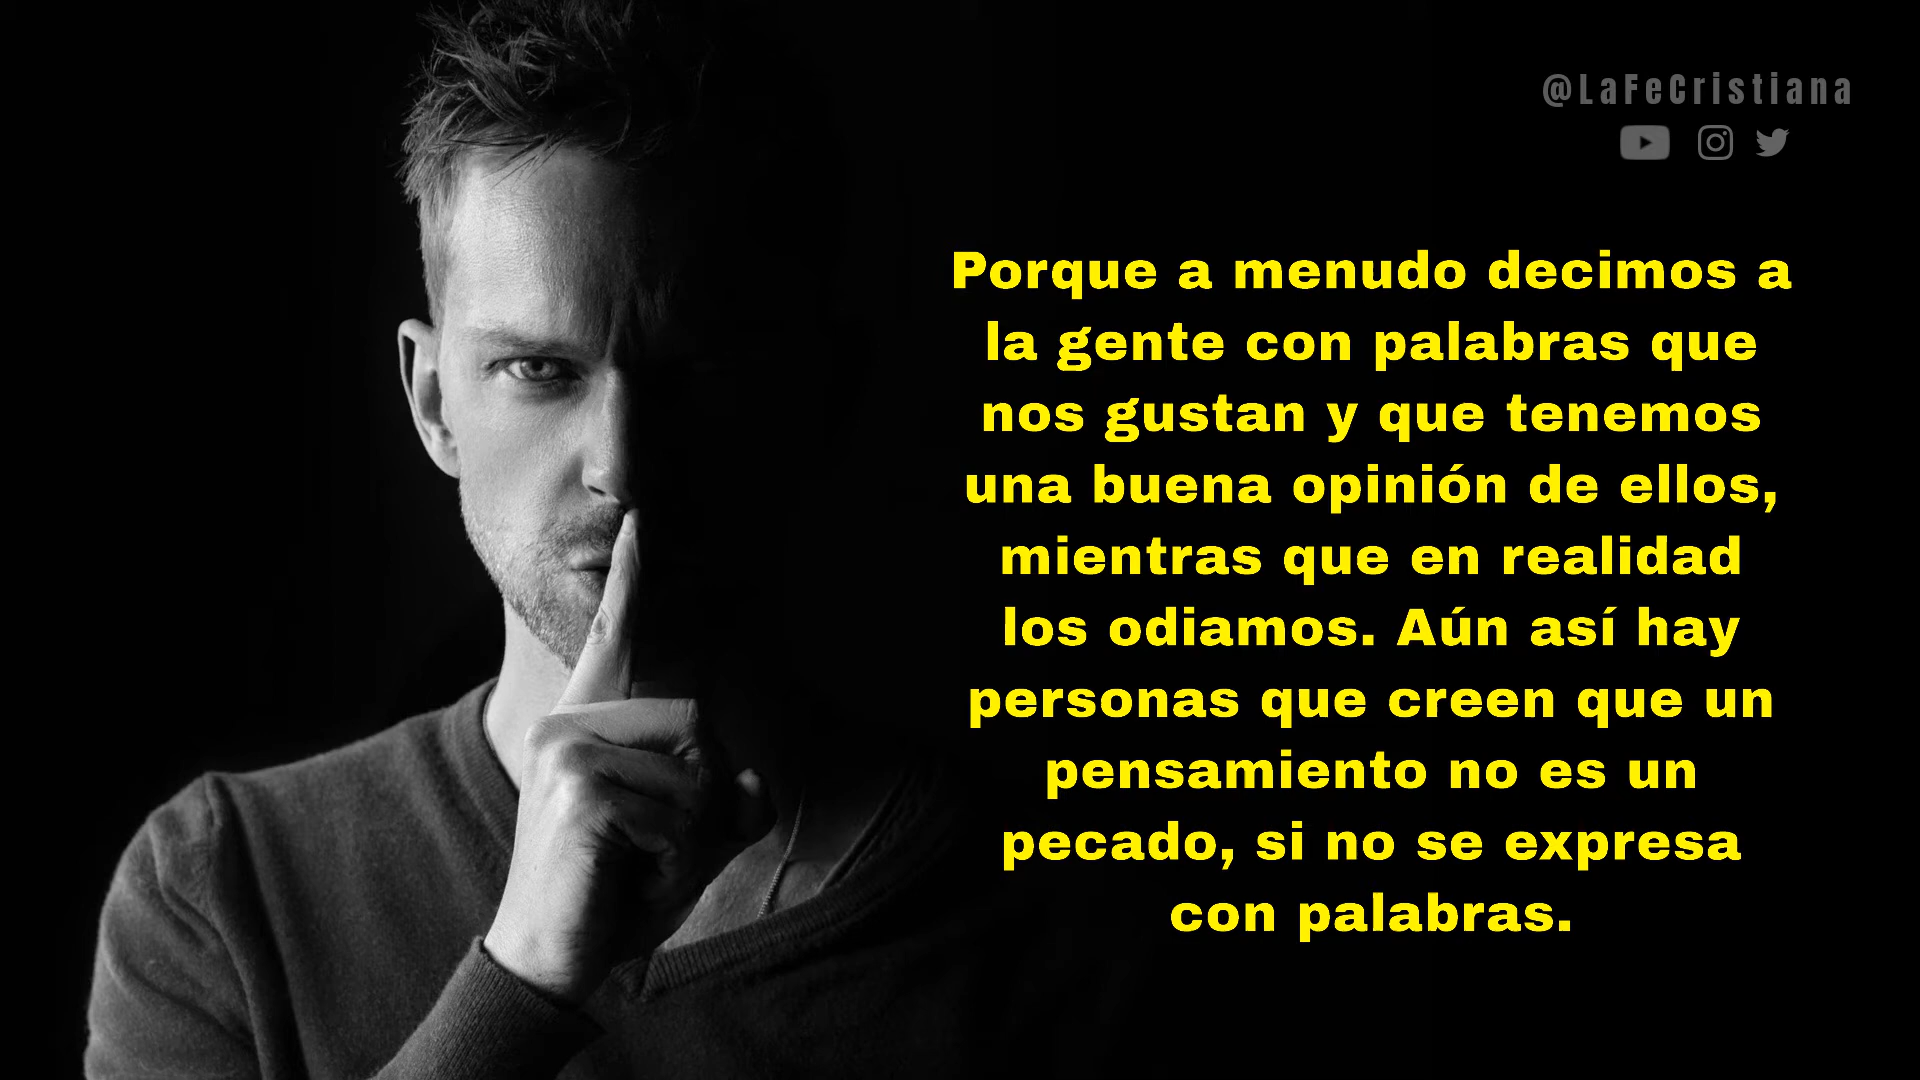 @LaFeCristiana
Porque a menudo decimos a
la gente con palabras que
nos gustan y que tenemos
una buena opinión de ellos,
mientras que en realidad
los odiamos. Aún así hay
personas que creen que un
pensamiento no es un
pecado, si no se expresa
con palabras.